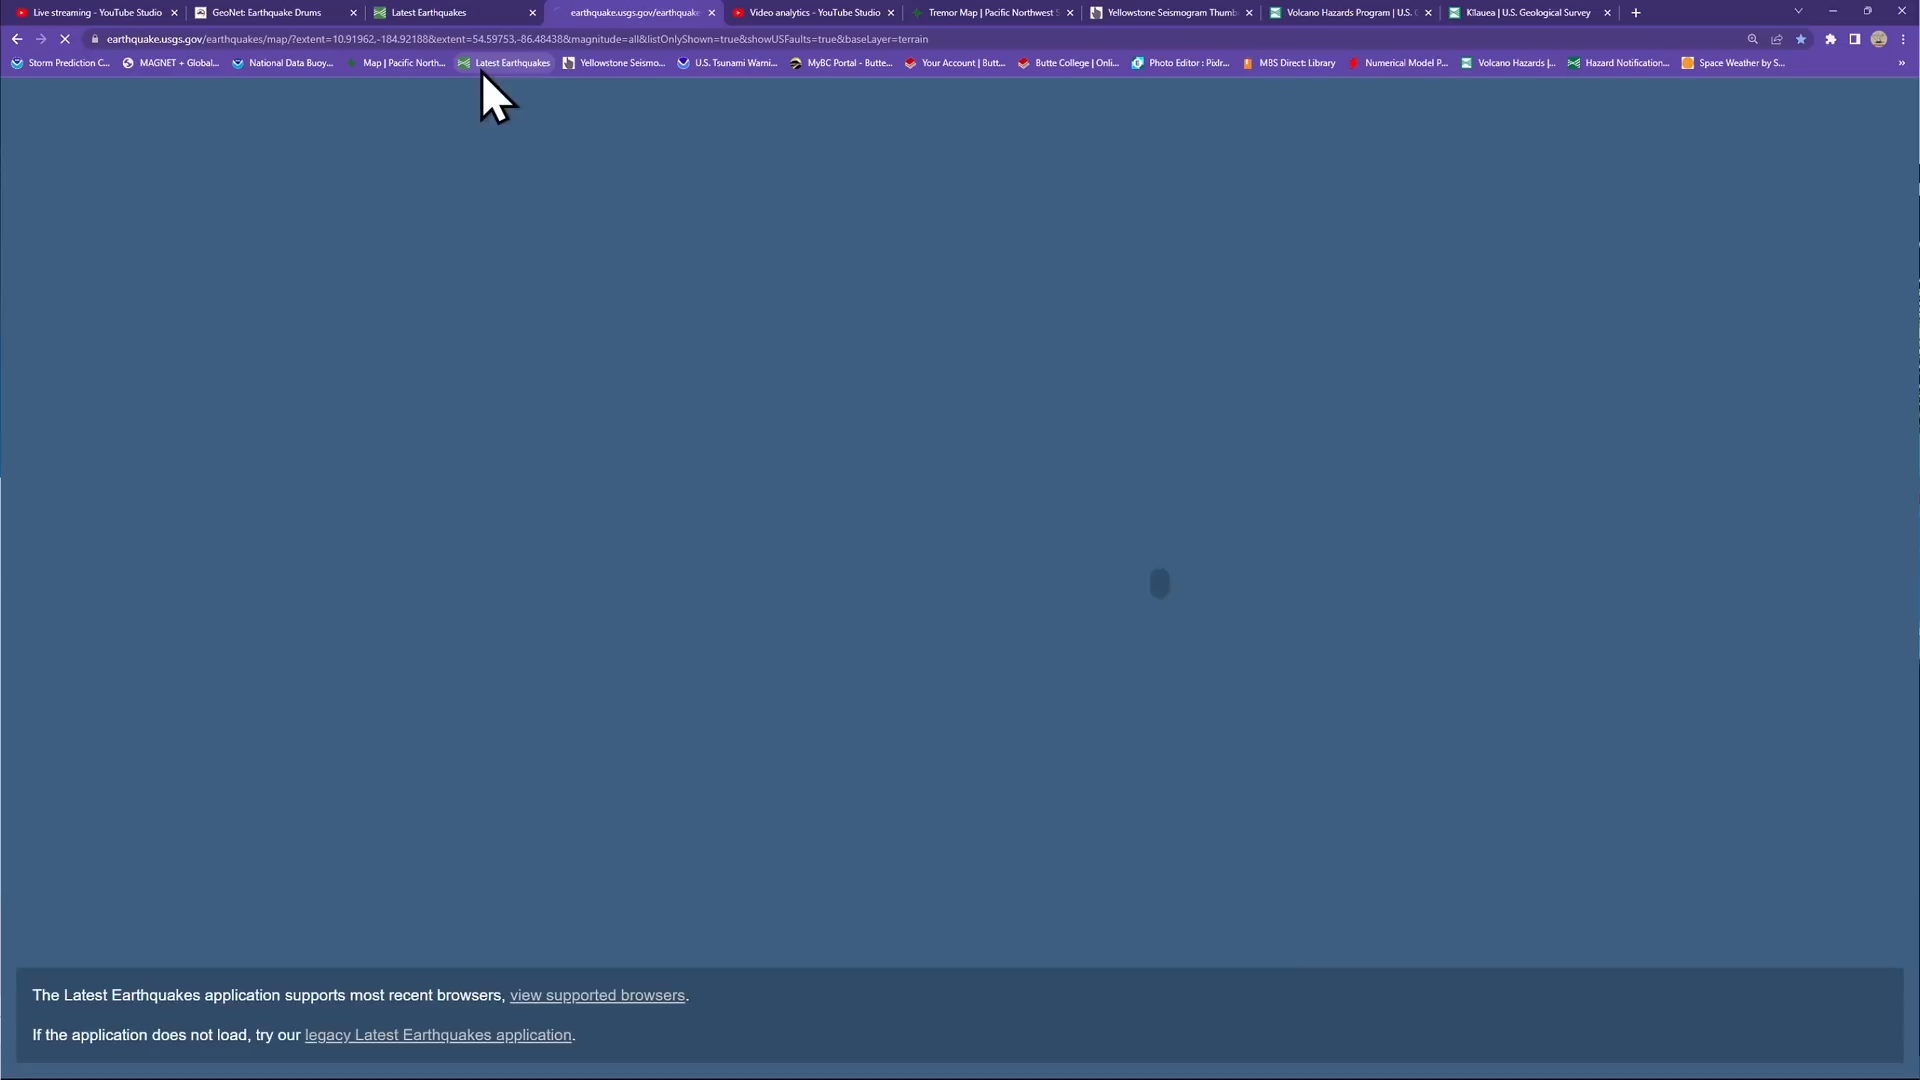 Live streaming - YouTube Studio
GeoNet: Earthquake Drums
Latest Earthquakes
earthquake.usgs.gov/earthquake
Video analytics - YouTube Studio
Tremor Map | Pacific Northwest S
Yellowstone Seismogram Thumb
Volcano Hazards Program | U.S. G
Kīlauea | U.S. Geological Survey
earthquake.usgs.gov/earthquakes/map/?extent=10.91962,-184.92188&extent=54.59753,-86.48438&magnitude=all&listOnlyShown=true&showUSFaults=true&baseLayer=terrain
Storm Prediction C...
MAGNET + Global...
National Data Buoy...
Map | Pacific North...
Latest Earthquakes
Yellowstone Seismo...
U.S. Tsunami Warni...
MyBC Portal - Butte...
Your Account | Butt...
Butte College | Onli...
Photo Editor : Pixlr...
MBS Direct: Library
Numerical Model P...
Volcano Hazards |...
Hazard Notification...
Space Weather by S...
The Latest Earthquakes application supports most recent browsers, view supported browsers.
If the application does not load, try our legacy Latest Earthquakes application.